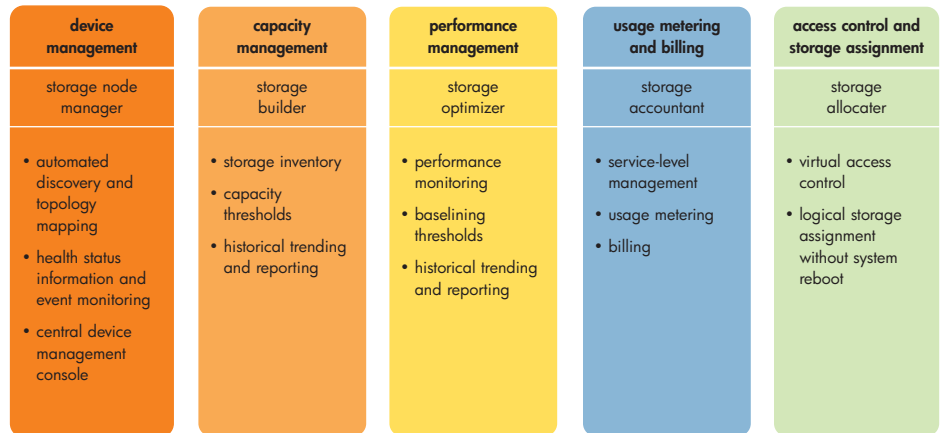 device
management
storage node
manager
• automated
discovery and
topology
mapping
• health status
information and
event monitoring
• central device
management
console
capacity
management
storage
builder
• storage inventory
• capacity
thresholds
• historical trending
and reporting
performance
management
storage
optimizer
• performance
monitoring
• baselining
thresholds
• historical trending
and reporting
usage metering
and billing
storage
accountant
• service-level
management
• usage metering
• billing
access control and
storage assignment
storage
allocater
• virtual access
control
• logical storage
assignment
without system
reboot